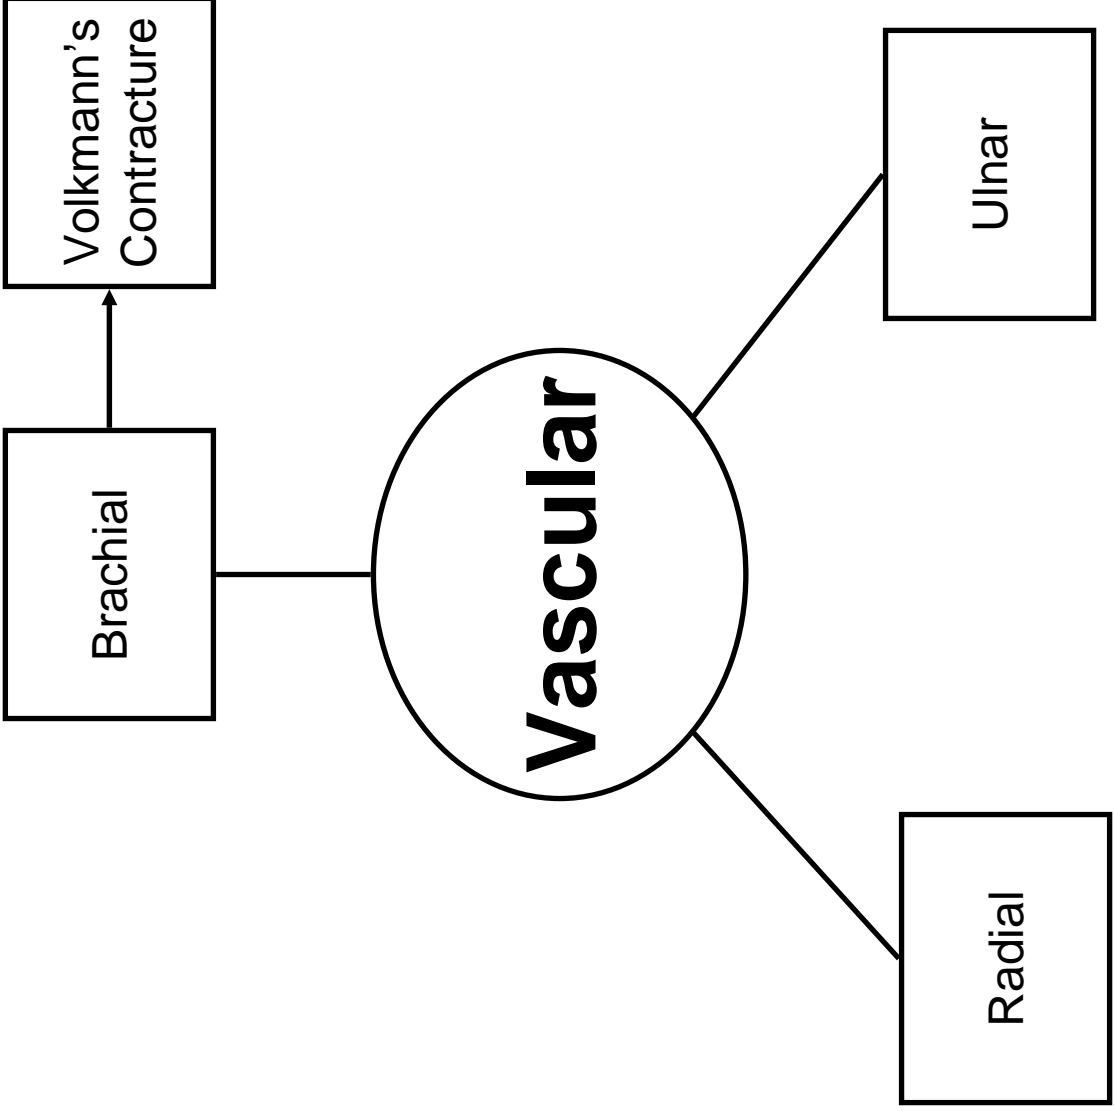 Brachial
Volkmann’s
Contracture
Vascular
Radial
Ulnar